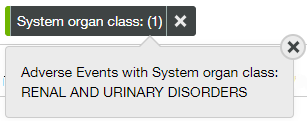 System organ class: (1)
Adverse Events with System organ class:
RENAL AND URINARY DISORDERS